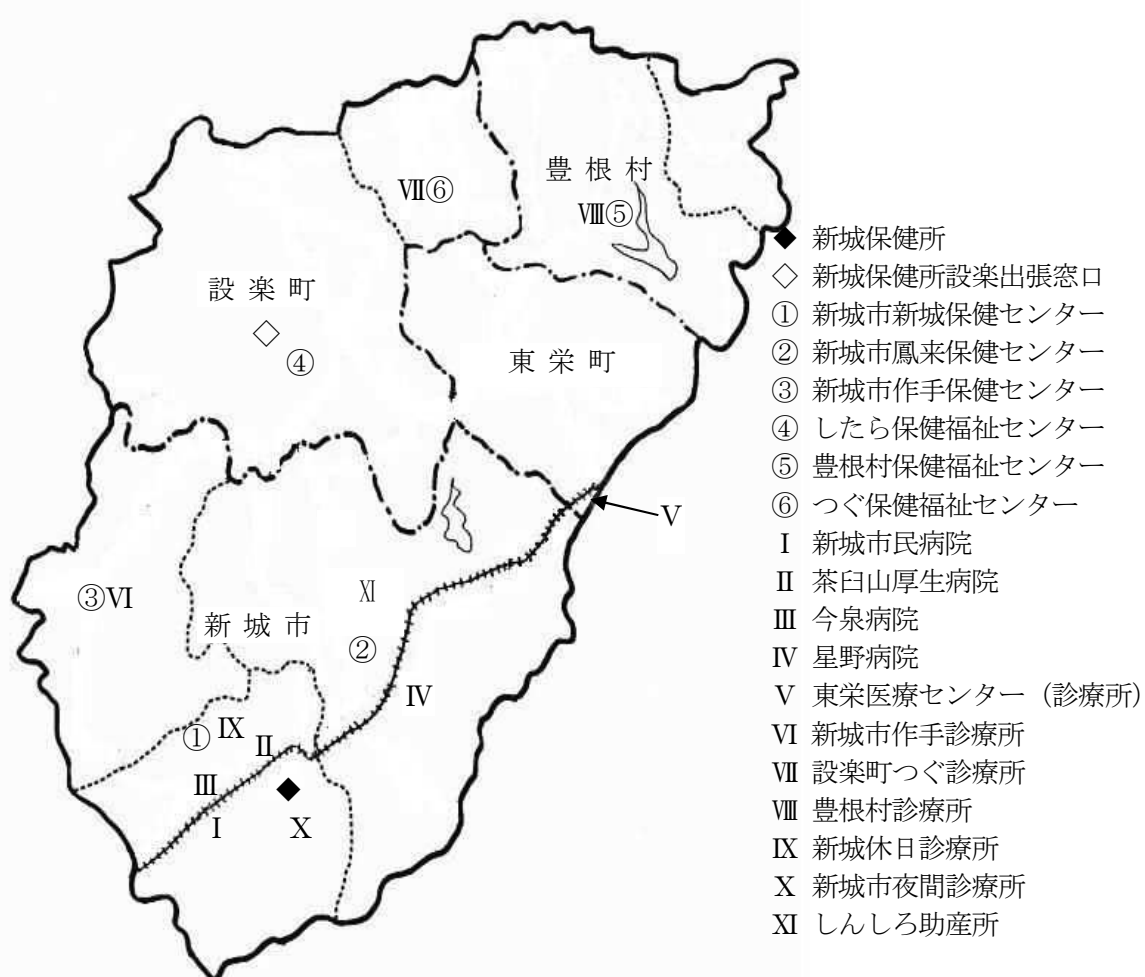 豊根村
Ⅶ⑥
Ⅷ⑤
設楽町
◇
④
東栄町
Ⅴ
③Ⅵ
Ⅺ
新城市
②
Ⅳ
①
Ⅸ
Ⅱ
Ⅲ
◆
Ⅰ
Ⅹ
◆ 新城保健所
◇ 新城保健所設楽出張窓口
① 新城市新城保健センター
② 新城市鳳来保健センター
③ 新城市作手保健センター
④ したら保健福祉センター
⑤ 豊根村保健福祉センター
⑥ つぐ保健福祉センター
Ⅰ 新城市民病院
Ⅱ 茶臼山厚生病院
Ⅲ 今泉病院
Ⅳ 星野病院
Ⅴ 東栄医療センター（診療所）
Ⅵ 新城市作手診療所
Ⅶ 設楽町つぐ診療所
Ⅷ 豊根村診療所
Ⅸ 新城休日診療所
Ⅹ 新城市夜間診療所
Ⅺ しんしろ助産所